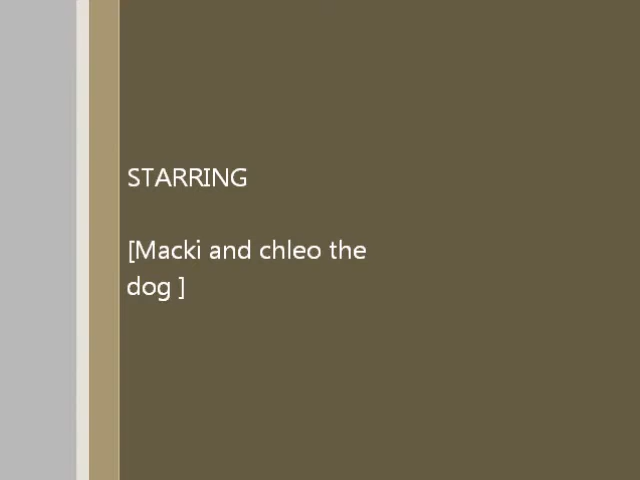 STARRING
[Macki and chleo the
dog ]